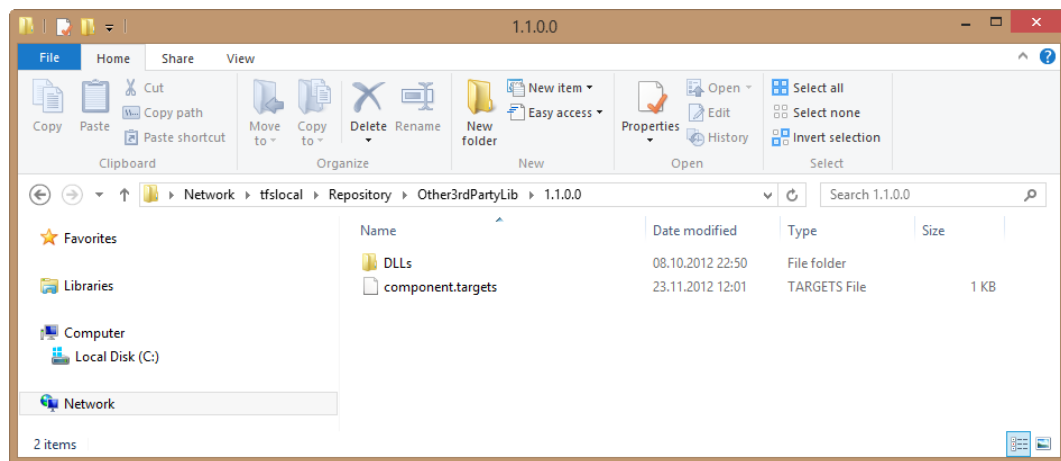 1.1.0.0
File Home Share View
Copy
Paste
Cut
Copy path
Paste shortcut
Clipboard
Move to
Copy to
Delete
Rename
Organize
New folder
New item
Easy access
New
Properties
Open
Edit
History
Open
Select all
Select none
Invert selection
Select
Network tfslocal Repository Other3rdPartyLib 1.1.0.0
Search 1.1.0.0
Favorites
Libraries
Computer
Local Disk (C:)
Network
Name Date modified Type Size
DLLs 08.10.2012 22:50 File folder
component.targets 23.11.2012 12:01 TARGETS File 1 KB
2 items